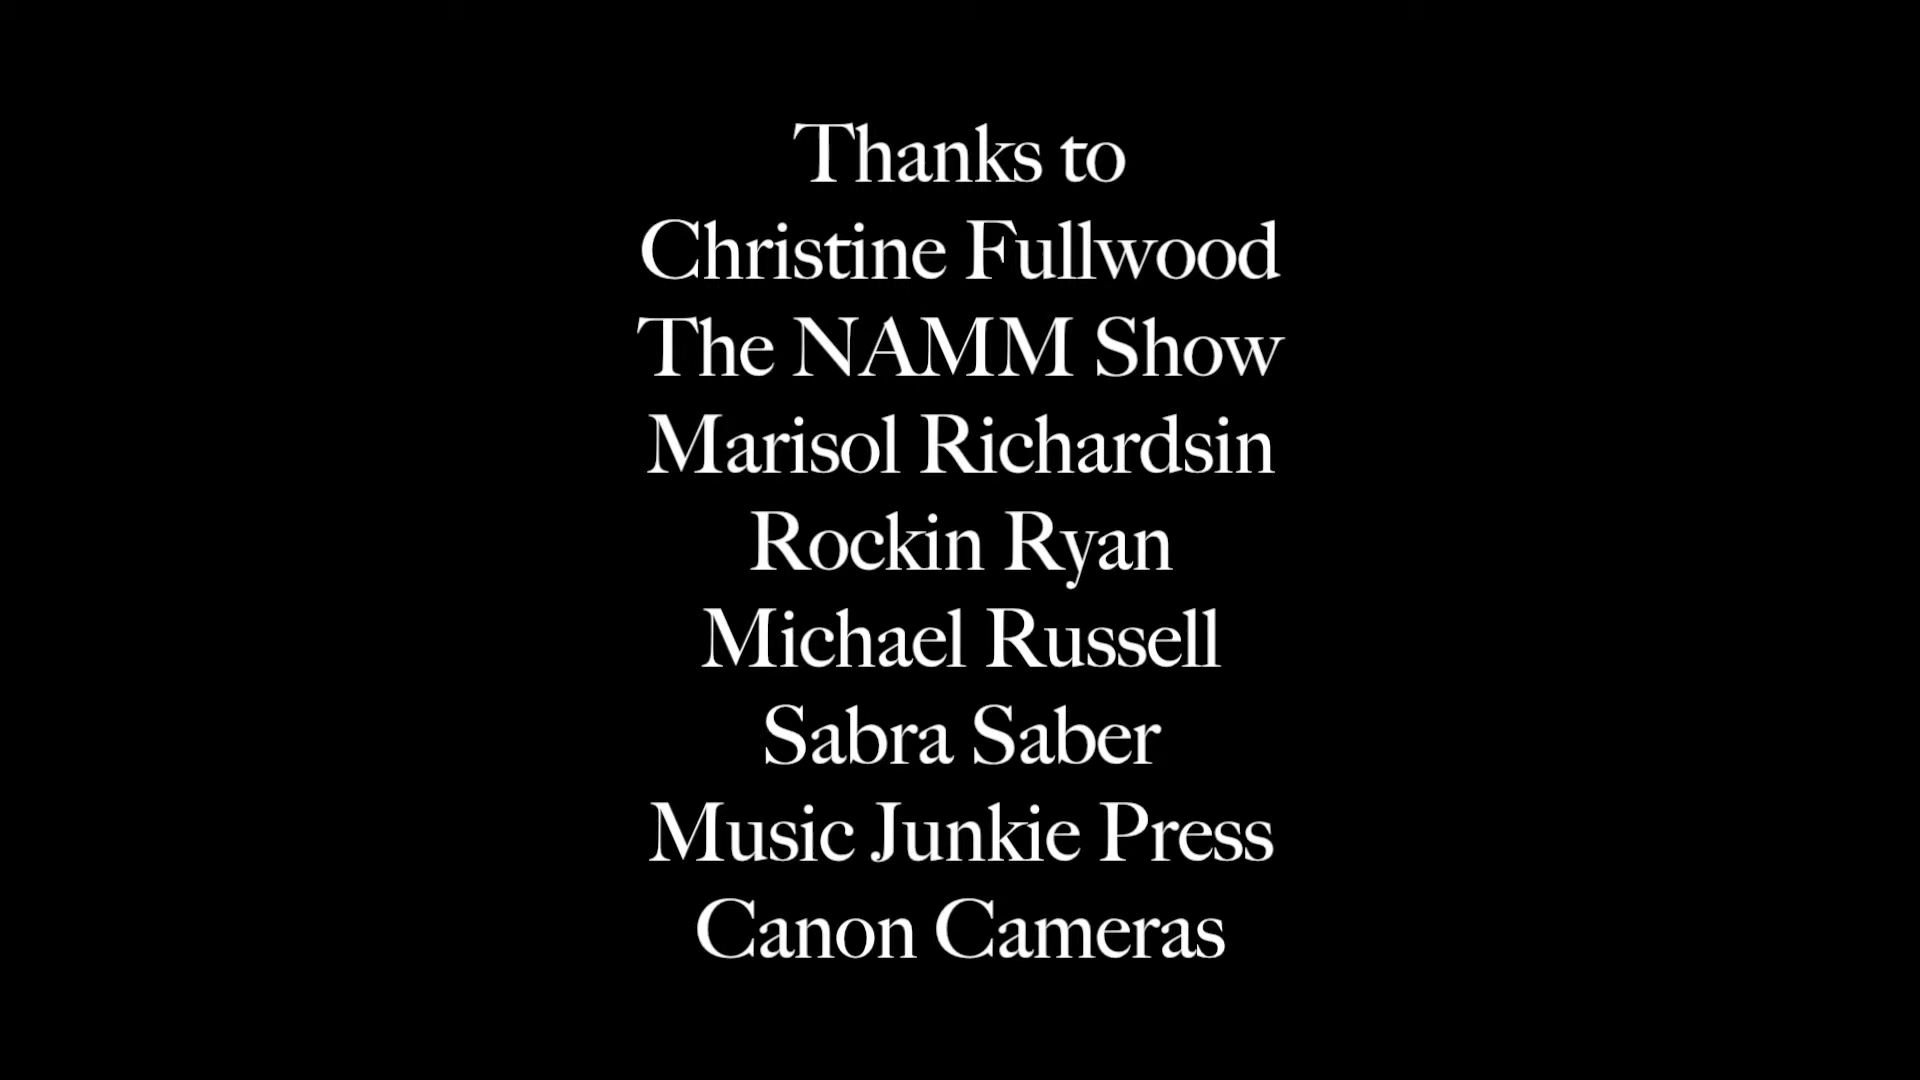 Thanks to
Christine Fullwood
The NAMM Show
Marisol Richardsin
Rockin Ryan
Michael Russell
Sabra Saber
Music Junkie Press
Canon Cameras